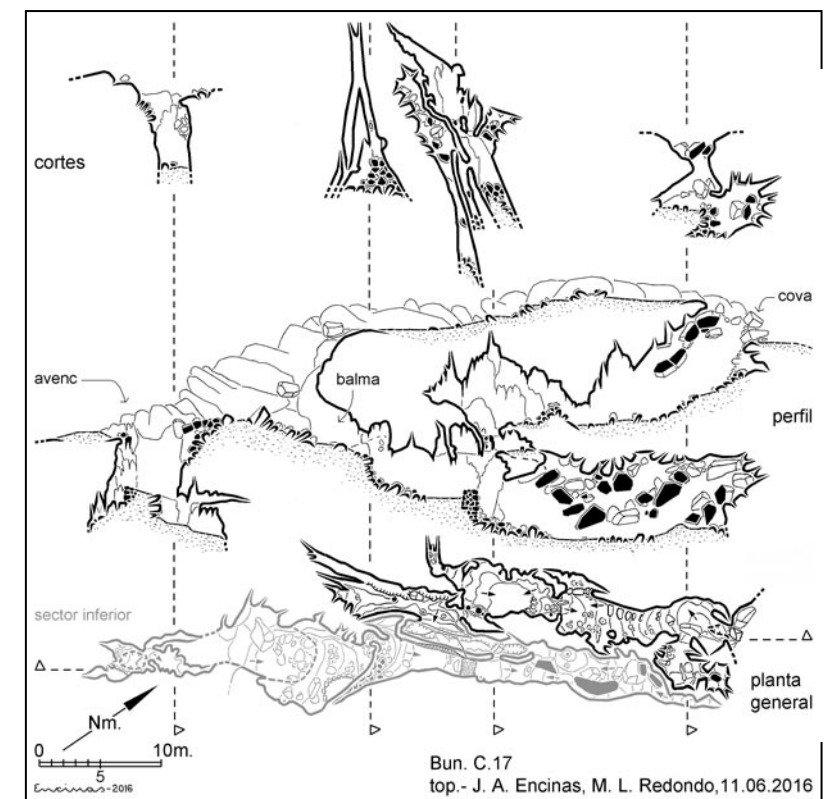 cortes
cova
avenc
balma
perfil
sector inferior
planta
general
Nm.
0 10m.
5
Encinas-2016
Bun. C.17
top.- J. A. Encinas, M. L. Redondo,11.06.2016